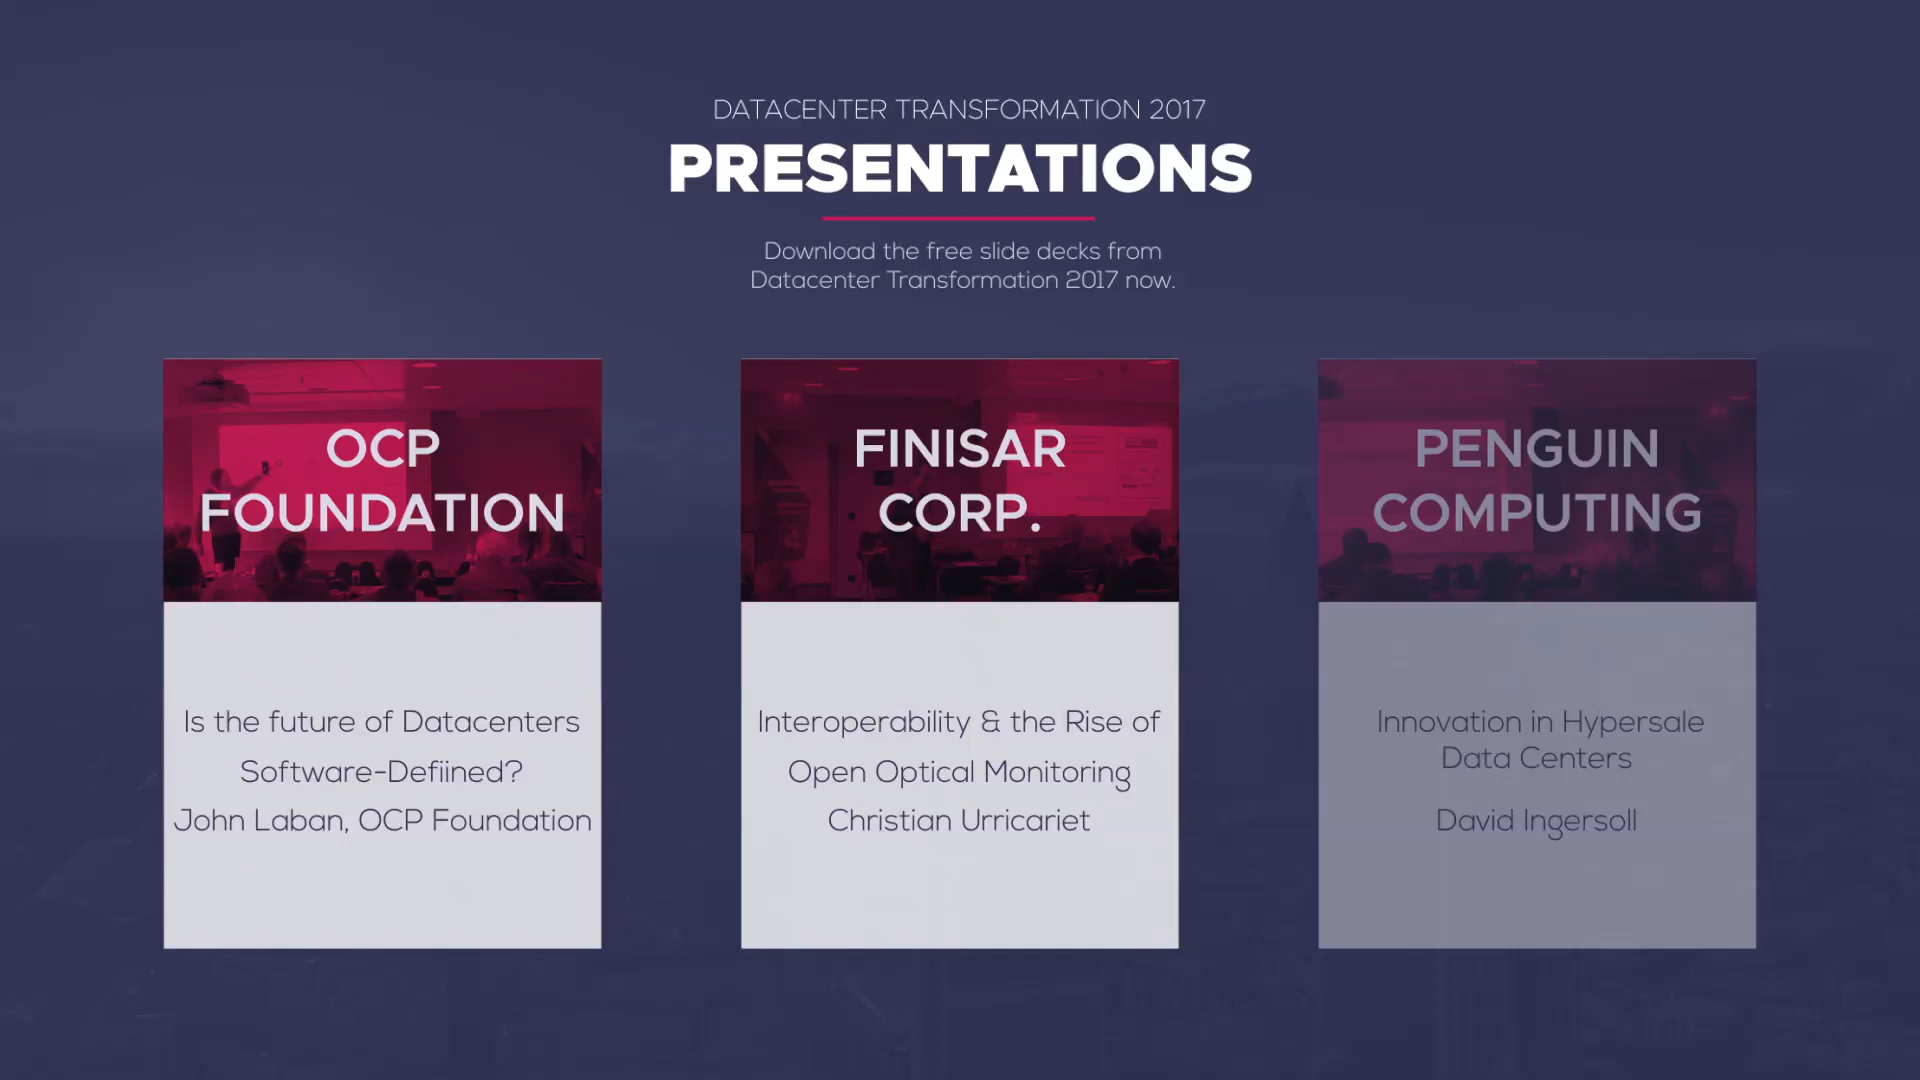 DATACENTER TRANSFORMATION 2017
PRESENTATIONS
Download the free slide decks from
Datacenter Transformation 2017 now.
OCP
FOUNDATION
Is the future of Datacenters
Software-Defiined?
John Laban, OCP Foundation
FINISAR
CORP.
Interoperability & the Rise of
Open Optical Monitoring
Christian Urricariet
PENGUIN
COMPUTING
Innovation in Hypersale
Data Centers
David Ingersoll